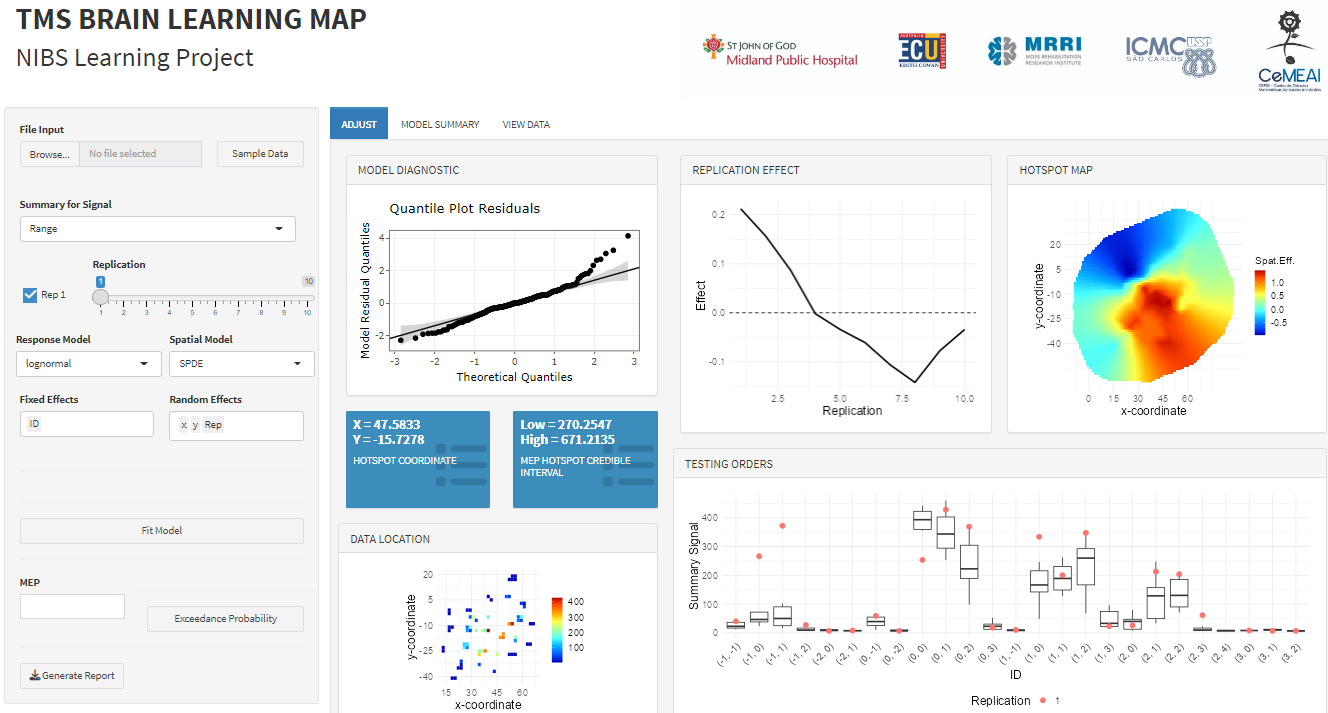 TMS BRAIN LEARNING MAP
NIBS Learning Project
ST JOHN OF GOD
Midland Public Hospital
AUSTRALIA
ECU
EDITH COWAN
UNIVERSITY
MRRI
MOSS REHABILITATION
RESEARCH INSTITUTE
ICMC USP
SÃO CARLOS
CeMEAI
File Input
Browse... No file selected
Sample Data
Summary for Signal
Range
Replication
Rep 1
1 10
1 2 3 4 5 6 7 8 9 10
Response Model Spatial Model
lognormal SPDE
Fixed Effects Random Effects
ID x y Rep
Fit Model
MEP
Exceedance Probability
Generate Report
ADJUST MODEL SUMMARY VIEW DATA
MODEL DIAGNOSTIC
Quantile Plot Residuals
Model Residual Quantiles
4
2
0
-2
-3 -2 -1 0 1 2 3
Theoretical Quantiles
REPLICATION EFFECT
Effect
0.2
0.1
0.0
-0.1
2.5 5.0 7.5 10.0
Replication
HOTSPOT MAP
y-coordinate
20
5
-10
-25
-40
0 15 30 45 60
x-coordinate
Spat.Eff.
1.0
0.5
0.0
-0.5
X = 47.5833
Y = -15.7278
HOTSPOT COORDINATE
Low = 270.2547
High = 671.2135
MEP HOTSPOT CREDIBLE
INTERVAL
DATA LOCATION
y-coordinate
20
5
-10
-25
-40
15 30 45 60
x-coordinate
400
300
200
100
TESTING ORDERS
Summary Signal
400
300
200
100
0
(-1, -1) (-1, 0) (-1, 1) (-1, 2) (-2, 0) (-2, 1) (0, -1) (0, -2) (0, 0) (0, 1) (0, 2) (0, 3) (1, -1) (1, 0) (1, 1) (1, 2) (1, 3) (2, 0) (2, 1) (2, 2) (2, 3) (2, 4) (3, 0) (3, 1) (3, 2)
ID
Replication 1